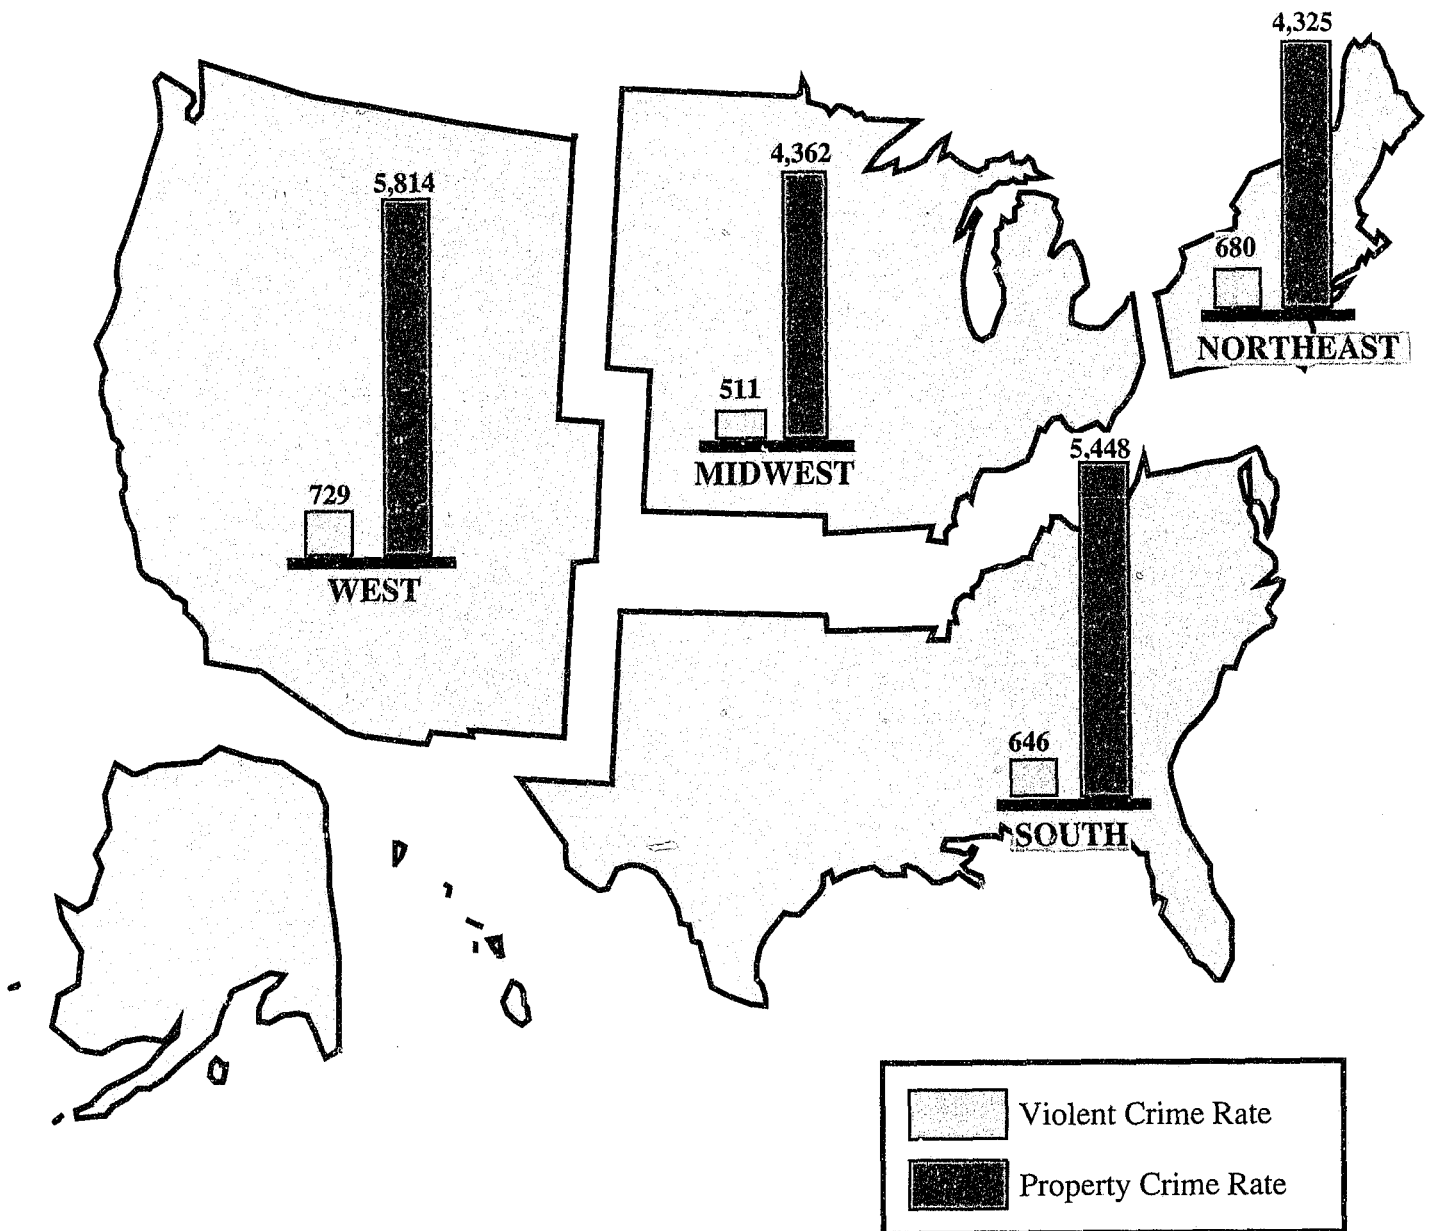 4,325
680
NORTHEAST
4,362
511
MIDWEST
5,814
729
WEST
5,448
646
SOUTH
Violent Crime Rate
Property Crime Rate